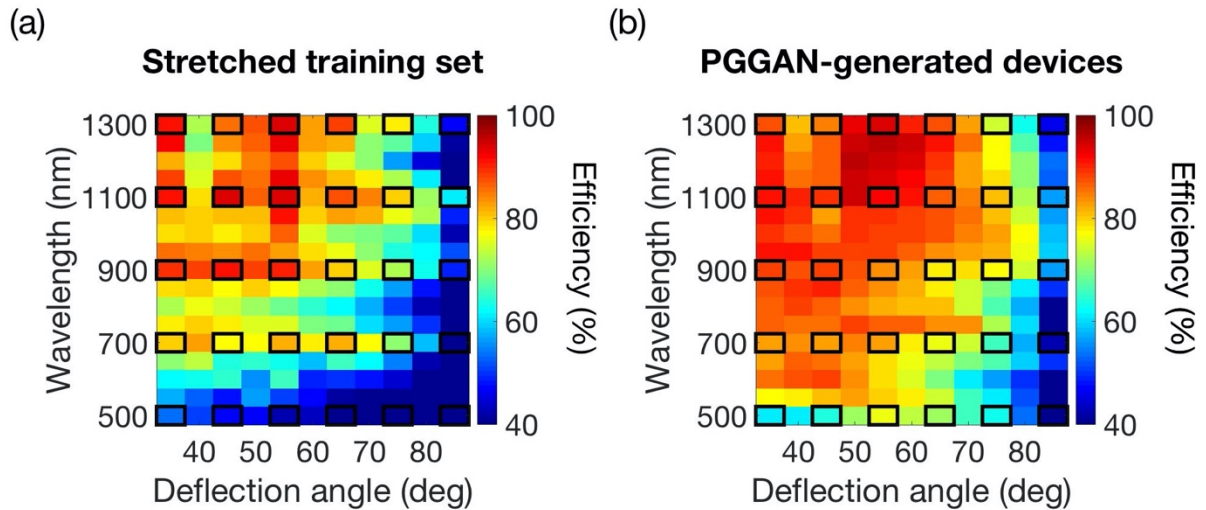 (a)
Stretched training set
Wavelength (nm)
1300
1100
900
700
500
40 50 60 70 80
Deflection angle (deg)
100
80
60
40
Efficiency (%)
(b)
PGGAN-generated devices
Wavelength (nm)
1300
1100
900
700
500
40 50 60 70 80
Deflection angle (deg)
100
80
60
40
Efficiency (%)